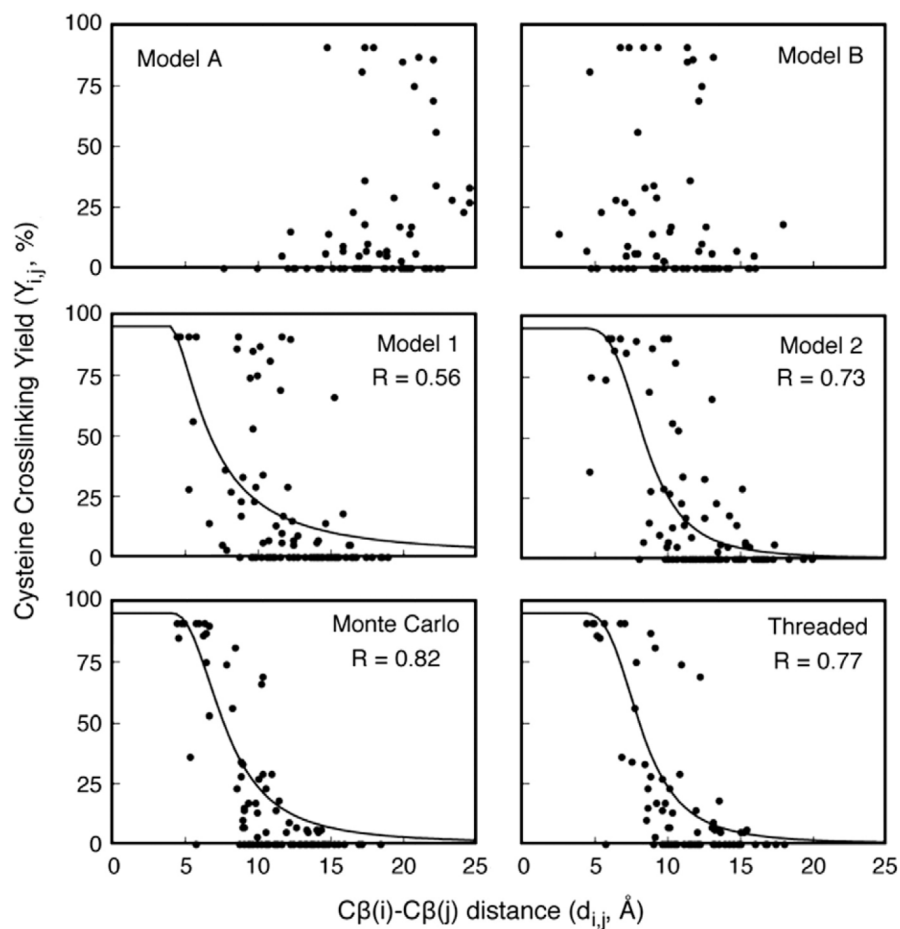 100
75
50
25
0
Model A
Model B
100
75
50
25
0
Model 1
R = 0.56
Model 2
R = 0.73
100
75
50
25
0
Monte Carlo
R = 0.82
Threaded
R = 0.77
0 5 10 15 20 25
0 5 10 15 20 25
Cysteine Crosslinking Yield (Yi,j, %)
Cβ(i)-Cβ(j) distance (di,j, Å)